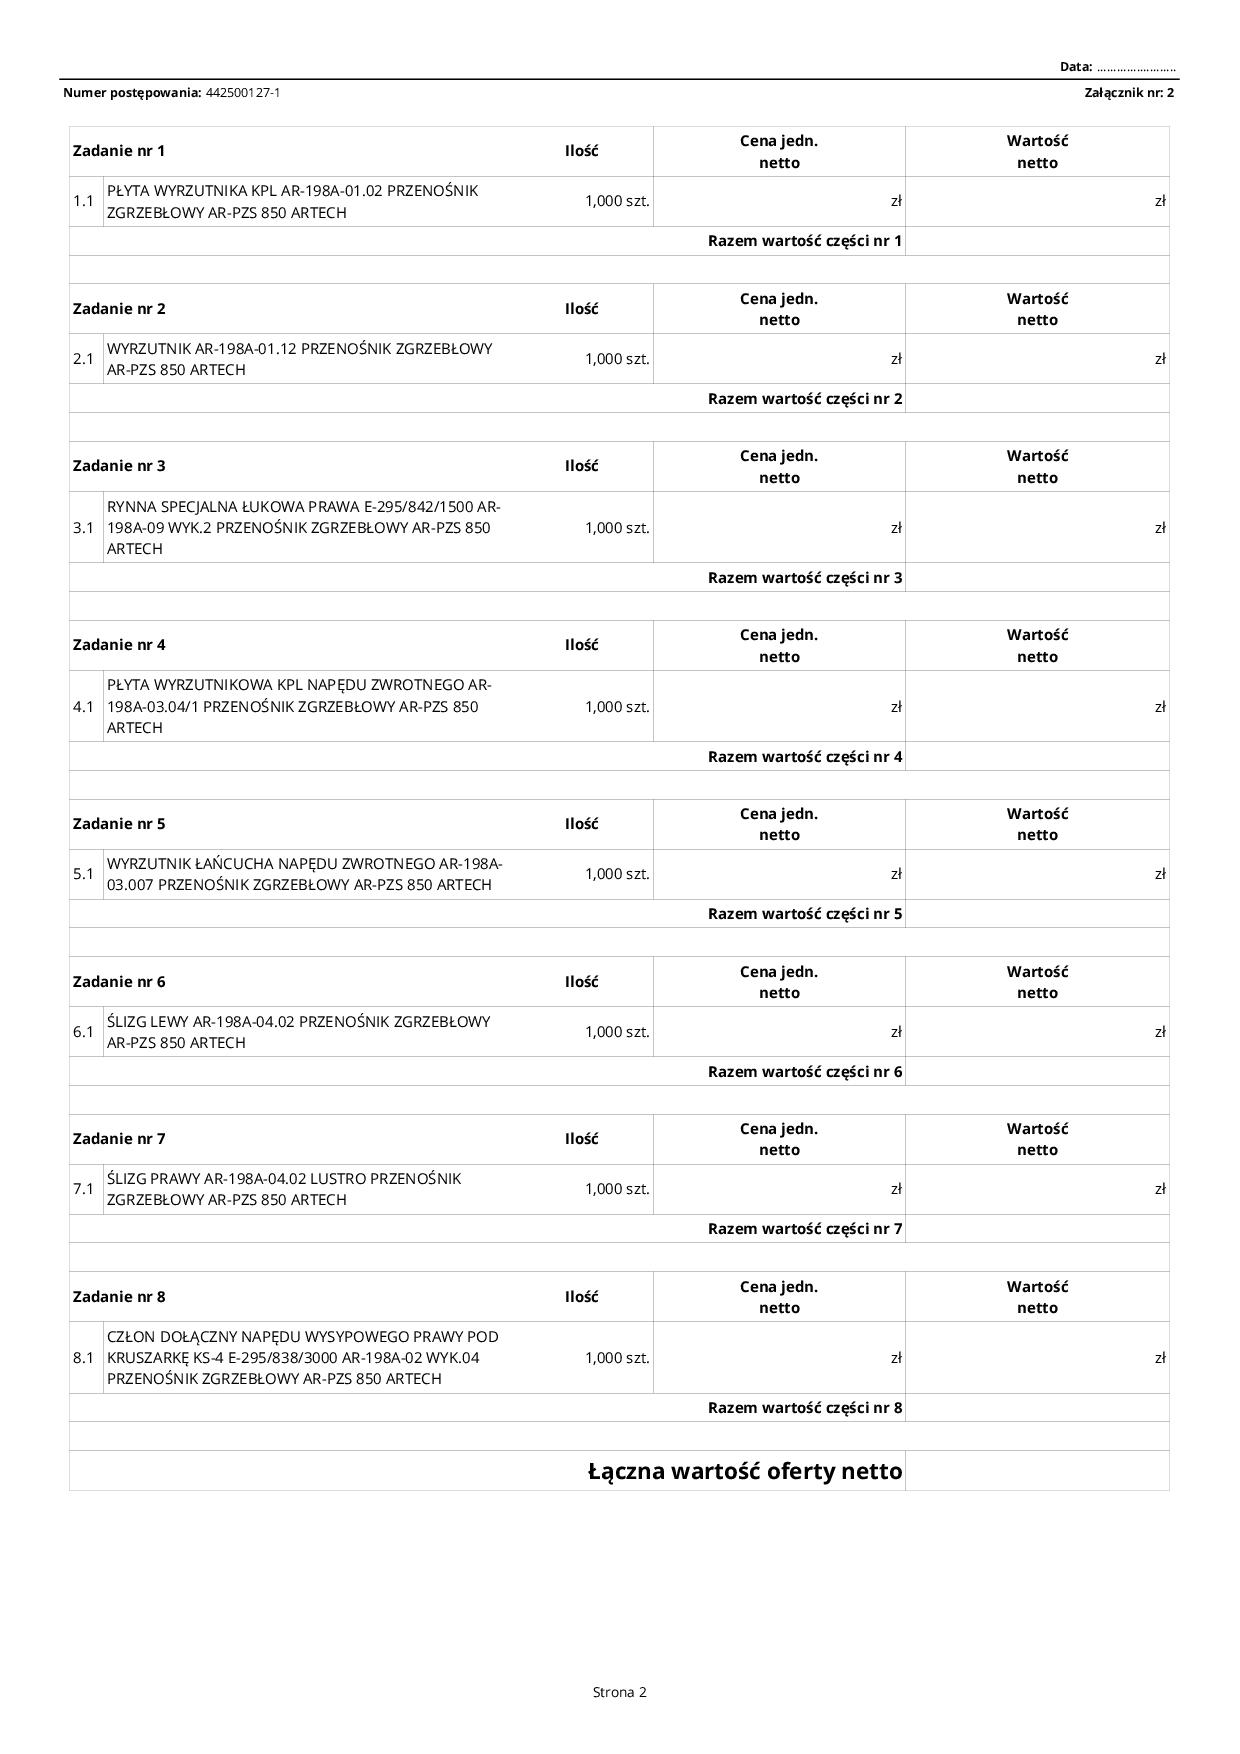 Data: ........................
Numer postępowania: 442500127-1 Załącznik nr: 2
Zadanie nr 1 Ilość Cena jedn. netto Wartość netto
1.1 PŁYTA WYRZUTNIKA KPL AR-198A-01.02 PRZENOŚNIK
ZGRZEBŁOWY AR-PZS 850 ARTECH 1,000 szt. zł zł
Razem wartość części nr 1
Zadanie nr 2 Ilość Cena jedn. netto Wartość netto
2.1 WYRZUTNIK AR-198A-01.12 PRZENOŚNIK ZGRZEBŁOWY
AR-PZS 850 ARTECH 1,000 szt. zł zł
Razem wartość części nr 2
Zadanie nr 3 Ilość Cena jedn. netto Wartość netto
3.1 RYNNA SPECJALNA ŁUKOWA PRAWA E-295/842/1500 AR-
198A-09 WYK.2 PRZENOŚNIK ZGRZEBŁOWY AR-PZS 850
ARTECH 1,000 szt. zł zł
Razem wartość części nr 3
Zadanie nr 4 Ilość Cena jedn. netto Wartość netto
4.1 PŁYTA WYRZUTNIKOWA KPL NAPĘDU ZWROTNEGO AR-
198A-03.04/1 PRZENOŚNIK ZGRZEBŁOWY AR-PZS 850
ARTECH 1,000 szt. zł zł
Razem wartość części nr 4
Zadanie nr 5 Ilość Cena jedn. netto Wartość netto
5.1 WYRZUTNIK ŁAŃCUCHA NAPĘDU ZWROTNEGO AR-198A-
03.007 PRZENOŚNIK ZGRZEBŁOWY AR-PZS 850 ARTECH 1,000 szt. zł zł
Razem wartość części nr 5
Zadanie nr 6 Ilość Cena jedn. netto Wartość netto
6.1 ŚLIZG LEWY AR-198A-04.02 PRZENOŚNIK ZGRZEBŁOWY
AR-PZS 850 ARTECH 1,000 szt. zł zł
Razem wartość części nr 6
Zadanie nr 7 Ilość Cena jedn. netto Wartość netto
7.1 ŚLIZG PRAWY AR-198A-04.02 LUSTRO PRZENOŚNIK
ZGRZEBŁOWY AR-PZS 850 ARTECH 1,000 szt. zł zł
Razem wartość części nr 7
Zadanie nr 8 Ilość Cena jedn. netto Wartość netto
8.1 CZŁON DOŁĄCZNY NAPĘDU WYSYPOWEGO PRAWY POD
KRUSZARKĘ KS-4 E-295/838/3000 AR-198A-02 WYK.04
PRZENOŚNIK ZGRZEBŁOWY AR-PZS 850 ARTECH 1,000 szt. zł zł
Razem wartość części nr 8
Łączna wartość oferty netto
Strona 2